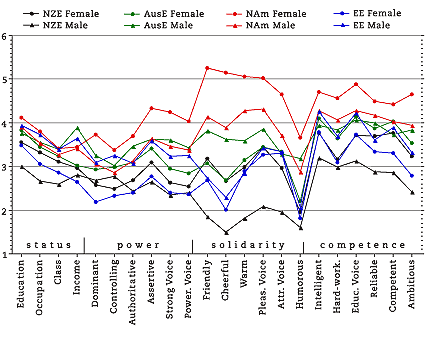 NZE Female AusE Female NAm Female EE Female
NZE Male AusE Male NAm Male EE Male
6
5
4
3
2
1
status power solidarity competence
Education
Occupation
Class
Income
Dominant
Controlling
Authoritative
Assertive
Strong Voice
Power. Voice
Friendly
Cheerful
Warm
Pleas. Voice
Attr. Voice
Humorous
Intelligent
Hard-work.
Educ. Voice
Reliable
Competent
Ambitious